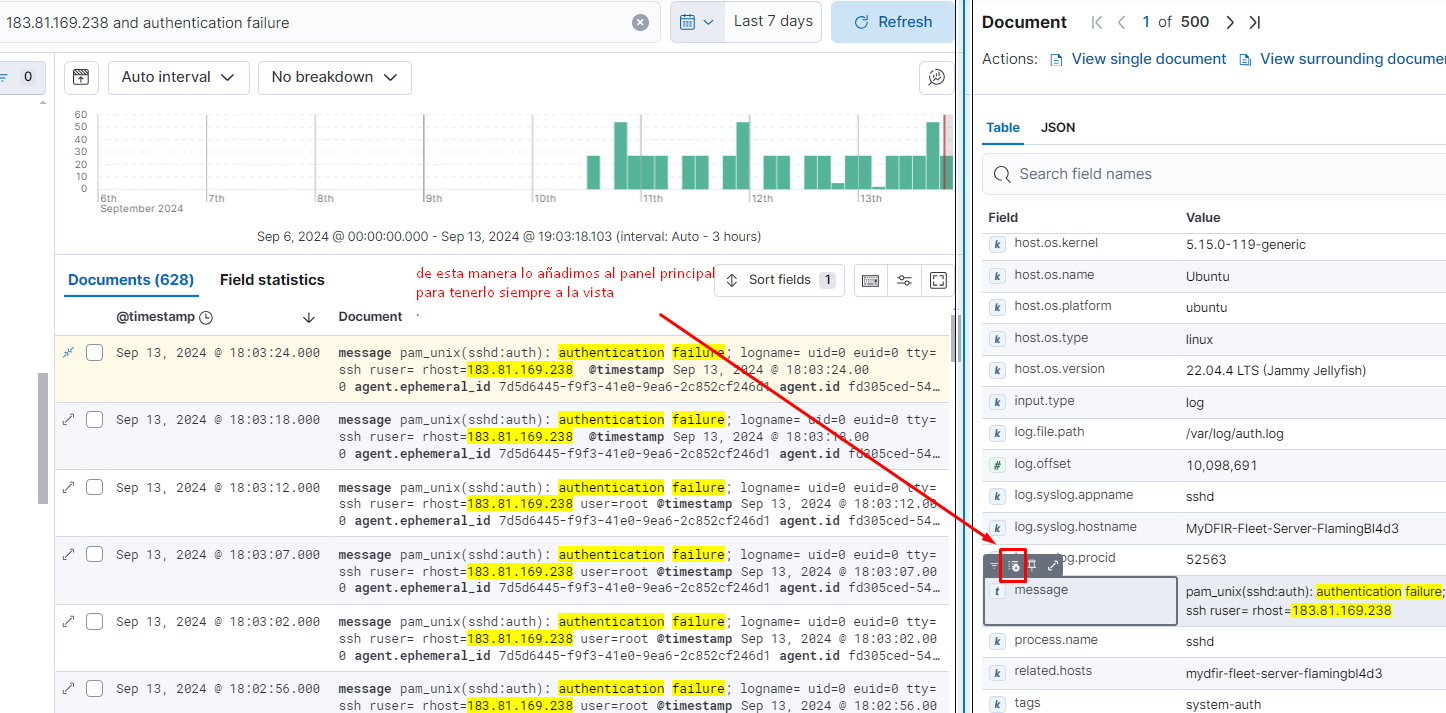 183.81.169.238 and authentication failure
Last 7 days
Refresh
0
Auto interval
No breakdown
60
50
40
30
20
10
0
6th
7th
8th
9th
10th
11th
12th
13th
September 2024
Sep 6, 2024 @ 00:00:00.000 - Sep 13, 2024 @ 19:03:18.103 (interval: Auto - 3 hours)
Documents (628)
Field statistics
de esta manera lo añadimos al panel principal
para tenerlo siempre a la vista
.
Sort fields 1
@timestamp
Document
Sep 13, 2024 @ 18:03:24.000
message pam_unix(sshd:auth): authentication failure; logname= uid=0 euid=0 tty=
ssh ruser= rhost=183.81.169.238 @timestamp Sep 13, 2024 @ 18:03:24.00
0 agent.ephemeral_id 7d5d6445-f9f3-41e0-9ea6-2c852cf246d1 agent.id fd305ced-54…
Sep 13, 2024 @ 18:03:18.000
message pam_unix(sshd:auth): authentication failure; logname= uid=0 euid=0 tty=
ssh ruser= rhost=183.81.169.238 @timestamp Sep 13, 2024 @ 18:03:18.00
0 agent.ephemeral_id 7d5d6445-f9f3-41e0-9ea6-2c852cf246d1 agent.id fd305ced-54…
Sep 13, 2024 @ 18:03:12.000
message pam_unix(sshd:auth): authentication failure; logname= uid=0 euid=0 tty=
ssh ruser= rhost=183.81.169.238 user=root @timestamp Sep 13, 2024 @ 18:03:12.00
0 agent.ephemeral_id 7d5d6445-f9f3-41e0-9ea6-2c852cf246d1 agent.id fd305ced-54…
Sep 13, 2024 @ 18:03:07.000
message pam_unix(sshd:auth): authentication failure; logname= uid=0 euid=0 tty=
ssh ruser= rhost=183.81.169.238 user=root @timestamp Sep 13, 2024 @ 18:03:07.00
0 agent.ephemeral_id 7d5d6445-f9f3-41e0-9ea6-2c852cf246d1 agent.id fd305ced-54…
Sep 13, 2024 @ 18:03:02.000
message pam_unix(sshd:auth): authentication failure; logname= uid=0 euid=0 tty=
ssh ruser= rhost=183.81.169.238 user=root @timestamp Sep 13, 2024 @ 18:03:02.00
0 agent.ephemeral_id 7d5d6445-f9f3-41e0-9ea6-2c852cf246d1 agent.id fd305ced-54…
Sep 13, 2024 @ 18:02:56.000
message pam_unix(sshd:auth): authentication failure; logname= uid=0 euid=0 tty=
ssh ruser= rhost=183.81.169.238 user=root @timestamp Sep 13, 2024 @ 18:02:56.00
Document
1 of 500
Actions: View single document View surrounding documen
Table
JSON
Search field names
Field Value
k host.os.kernel 5.15.0-119-generic
k host.os.name Ubuntu
k host.os.platform ubuntu
k host.os.type linux
k host.os.version 22.04.4 LTS (Jammy Jellyfish)
k input.type log
k log.file.path /var/log/auth.log
# log.offset 10,098,691
k log.syslog.appname sshd
k log.syslog.hostname MyDFIR-Fleet-Server-FlamingBl4d3
og.procid 52563
t message pam_unix(sshd:auth): authentication failure;
ssh ruser= rhost=183.81.169.238
k process.name sshd
k related.hosts mydfir-fleet-server-flamingbl4d3
k tags system-auth